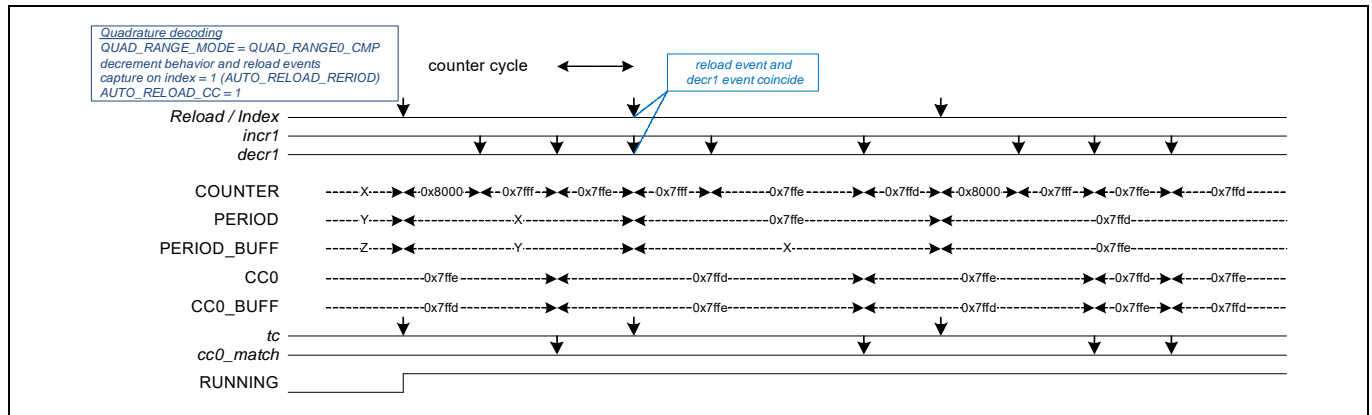 Quadrature decoding
QUAD_RANGE_MODE = QUAD_RANGE0_CMP
decrement behavior and reload events
capture on index = 1 (AUTO_RELOAD_RERIOD)
AUTO_RELOAD_CC = 1
counter cycle
reload event and
decr1 event coincide
Reload / Index
incr1
decr1
COUNTER X 0x8000 0x7fff 0x7ffe 0x7fff 0x7ffe 0x7ffd 0x8000 0x7fff 0x7ffe 0x7ffd
PERIOD Y X 0x7ffe 0x7ffd
PERIOD_BUFF Z Y X 0x7ffe
CC0 0x7ffe 0x7ffd 0x7ffe 0x7ffd 0x7ffe
CC0_BUFF 0x7ffd 0x7ffe 0x7ffd 0x7ffe 0x7ffd
tc
cc0_match
RUNNING